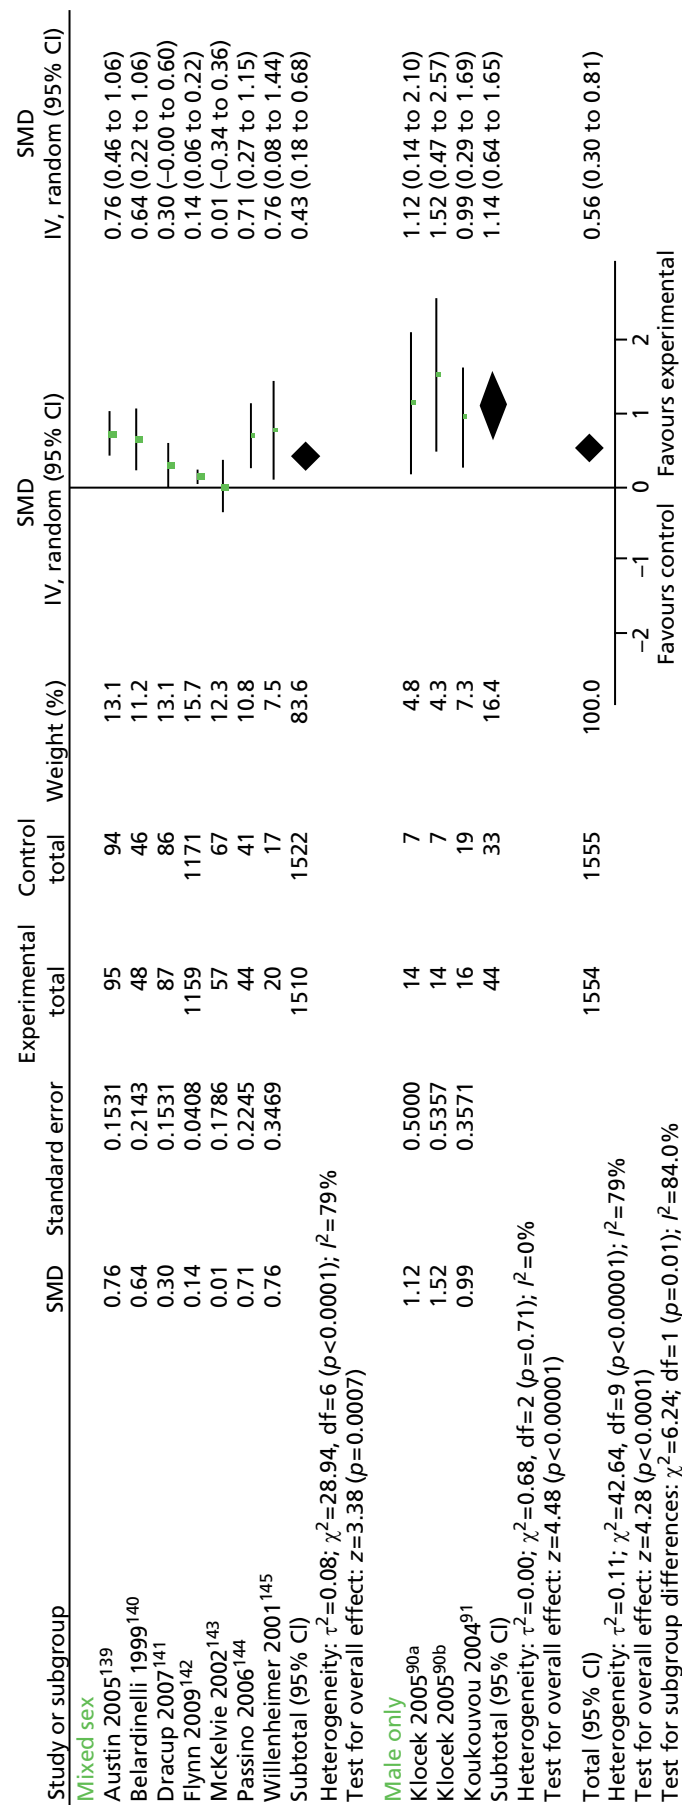 Study or subgroup SMD Standard error Experimental total Control total Weight (%) SMD IV, random (95% CI) SMD IV, random (95% CI)
Mixed sex
Austin 2005139 0.76 0.1531 95 94 13.1 0.76 (0.46 to 1.06)
Belardinelli 1999140 0.64 0.2143 48 46 11.2 0.64 (0.22 to 1.06)
Dracup 2007141 0.30 0.1531 87 86 13.1 0.30 (−0.00 to 0.60)
Flynn 2009142 0.14 0.0408 1159 1171 15.7 0.14 (0.06 to 0.22)
McKelvie 2002143 0.01 0.1786 57 67 12.3 0.01 (−0.34 to 0.36)
Passino 2006144 0.71 0.2245 44 41 10.8 0.71 (0.27 to 1.15)
Willenheimer 2001145 0.76 0.3469 20 17 7.5 0.76 (0.08 to 1.44)
Subtotal (95% CI) 1510 1522 83.6 0.43 (0.18 to 0.68)
Heterogeneity: τ2=0.08; χ2=28.94, df=6 (p<0.0001); I2=79%
Test for overall effect: z=3.38 (p=0.0007)
Male only
Klocek 200590a 1.12 0.5000 14 7 4.8 1.12 (0.14 to 2.10)
Klocek 200590b 1.52 0.5357 14 7 4.3 1.52 (0.47 to 2.57)
Koukouvou 200491 0.99 0.3571 16 19 7.3 0.99 (0.29 to 1.69)
Subtotal (95% CI) 44 33 16.4 1.14 (0.64 to 1.65)
Heterogeneity: τ2=0.00; χ2=0.68, df=2 (p=0.71); I2=0%
Test for overall effect: z=4.48 (p<0.00001)
Total (95% CI) 1554 1555 100.0 0.56 (0.30 to 0.81)
Heterogeneity: τ2=0.11; χ2=42.64, df=9 (p<0.00001); I2=79%
Test for overall effect: z=4.28 (p<0.0001)
Test for subgroup differences: χ2=6.24; df=1 (p=0.01); I2=84.0%
−2 −1 0 1 2
Favours control Favours experimental